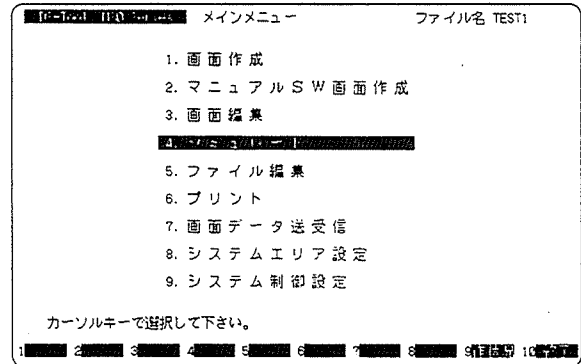 メインメニュー ファイル名 TEST1
1. 画面作成
2. マニュアルSW画面作成
3. 画面編集
5. ファイル編集
6. プリント
7. 画面データ送受信
8. システムエリア設定
9. システム制御設定
カーソルキーで選択して下さい。
1 2 3 4 5 6 7 8 9 10